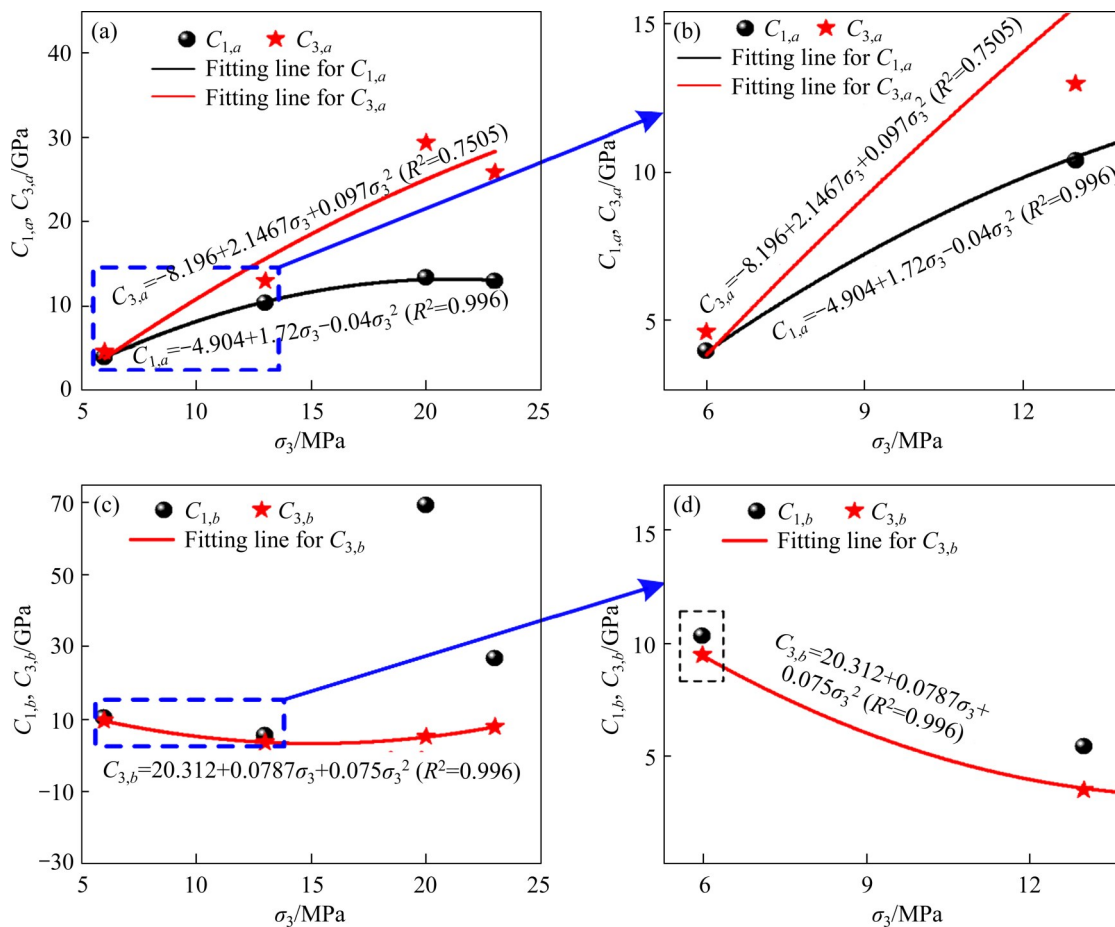 (a)
C1,a C3,a
Fitting line for C1,a
Fitting line for C3,a
C3,a=−8.196+2.1467σ3+0.097σ3² (R²=0.7505)
C1,a=−4.904+1.72σ3−0.04σ3² (R²=0.996)
40
30
20
10
0
C1,a, C3,a/GPa
5 10 15 20 25
σ3/MPa
(b)
C1,a C3,a
Fitting line for C1,a
Fitting line for C3,a
C3,a=−8.196+2.1467σ3+0.097σ3² (R²=0.7505)
C1,a=−4.904+1.72σ3−0.04σ3² (R²=0.996)
15
10
5
C1,a, C3,a/GPa
6 9 12
σ3/MPa
(c)
C1,b C3,b
Fitting line for C3,b
70
50
30
10
−10
−30
C3,b=20.312+0.0787σ3+0.075σ3² (R²=0.996)
C1,b, C3,b/GPa
5 10 15 20 25
σ3/MPa
(d)
C1,b C3,b
Fitting line for C3,b
C3,b=20.312+0.0787σ3+
0.075σ3² (R²=0.996)
15
10
5
C1,b, C3,b/GPa
6 9 12
σ3/MPa